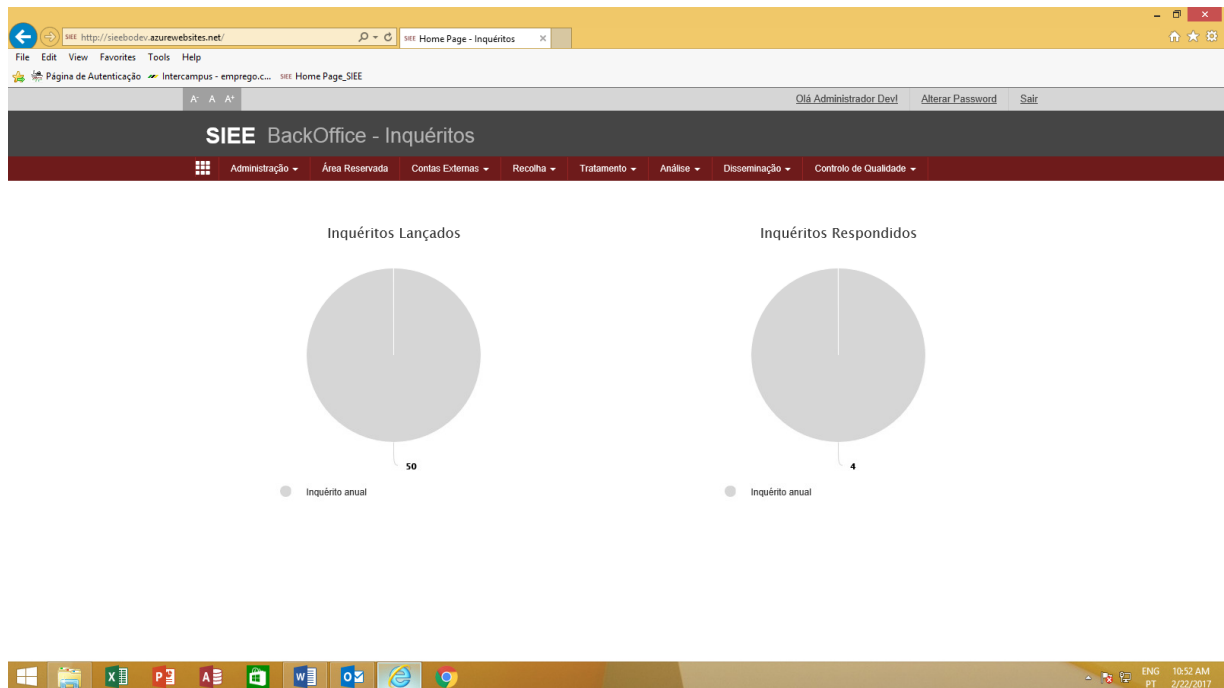 SIEE http://sieebodev.azurewebsites.net/
SIEE Home Page - Inquéritos
File Edit View Favorites Tools Help
Página de Autenticação Intercampus - emprego.c... SIEE Home Page_SIEE
A- A A+ Olá Administrador Dev! Alterar Password Sair
SIEE BackOffice - Inquéritos
Administração Área Reservada Contas Externas Recolha Tratamento Análise Disseminação Controlo de Qualidade
Inquéritos Lançados
50
Inquérito anual
Inquéritos Respondidos
4
Inquérito anual
ENG 10:52 AM
PT 2/22/2017